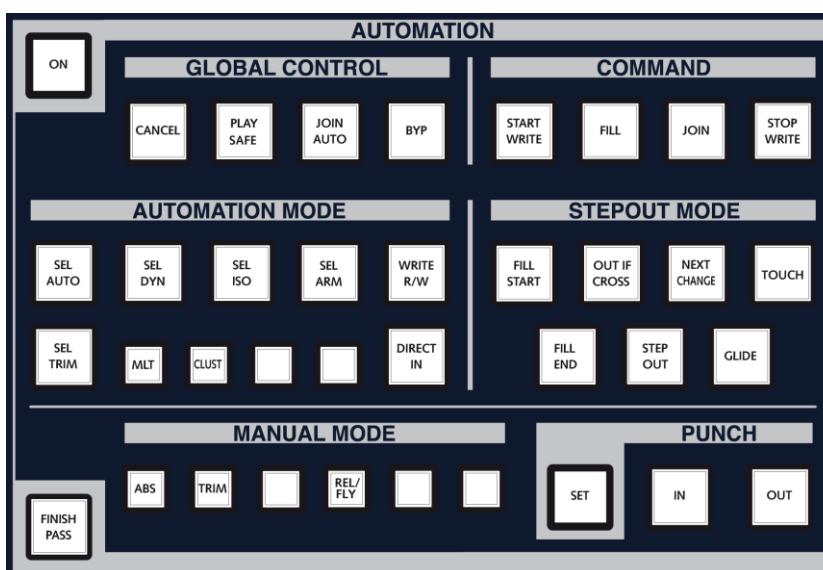 AUTOMATION
ON
GLOBAL CONTROL
COMMAND
CANCEL
PLAY
SAFE
JOIN
AUTO
BYP
START
WRITE
FILL
JOIN
STOP
WRITE
AUTOMATION MODE
STEPOUT MODE
SEL
AUTO
SEL
DYN
SEL
ISO
SEL
ARM
WRITE
R/W
FILL
START
OUT IF
CROSS
NEXT
CHANGE
TOUCH
SEL
TRIM
MLT
CLUST
DIRECT
IN
FILL
END
STEP
OUT
GLIDE
MANUAL MODE
PUNCH
ABS
TRIM
REL/
FLY
SET
IN
OUT
FINISH
PASS